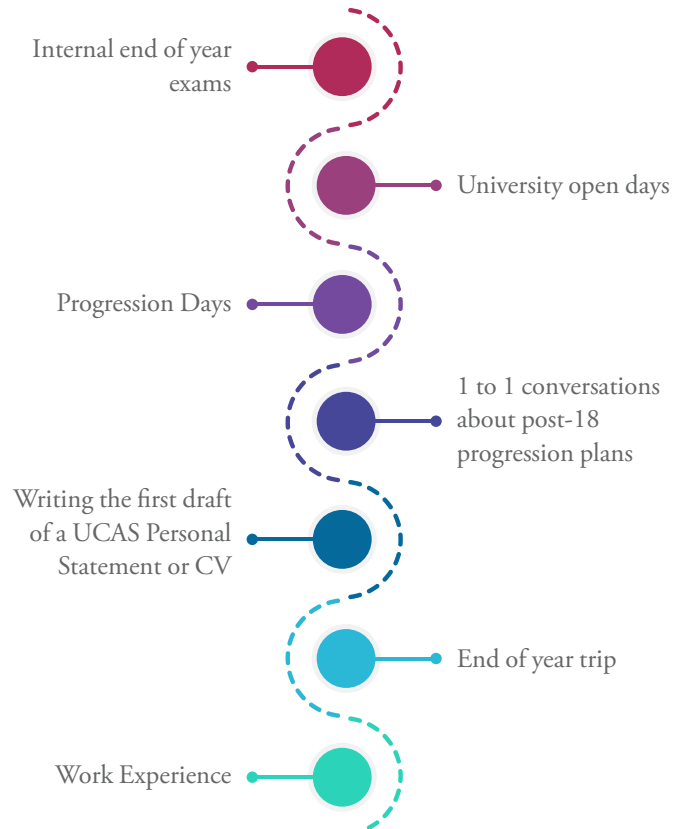 Internal end of year
exams
University open days
Progression Days
1 to 1 conversations
about post-18
progression plans
Writing the first draft
of a UCAS Personal
Statement or CV
End of year trip
Work Experience